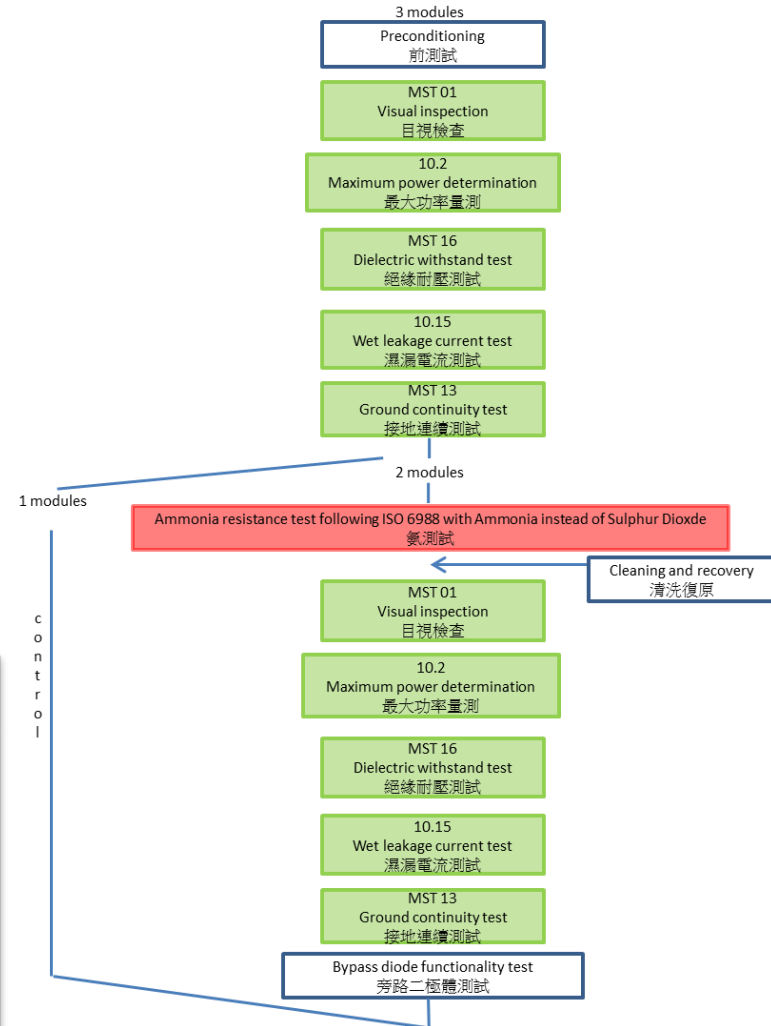 3 modules
Preconditioning
前測試
MST 01
Visual inspection
目視檢查
10.2
Maximum power determination
最大功率量測
MST 16
Dielectric withstand test
絕緣耐壓測試
10.15
Wet leakage current test
濕漏電流測試
MST 13
Ground continuity test
接地連續測試
2 modules
1 modules
Ammonia resistance test following ISO 6988 with Ammonia instead of Sulphur Dioxde
氨測試
Cleaning and recovery
清洗復原
control
MST 01
Visual inspection
目視檢查
10.2
Maximum power determination
最大功率量測
MST 16
Dielectric withstand test
絕緣耐壓測試
10.15
Wet leakage current test
濕漏電流測試
MST 13
Ground continuity test
接地連續測試
Bypass diode functionality test
旁路二極體測試